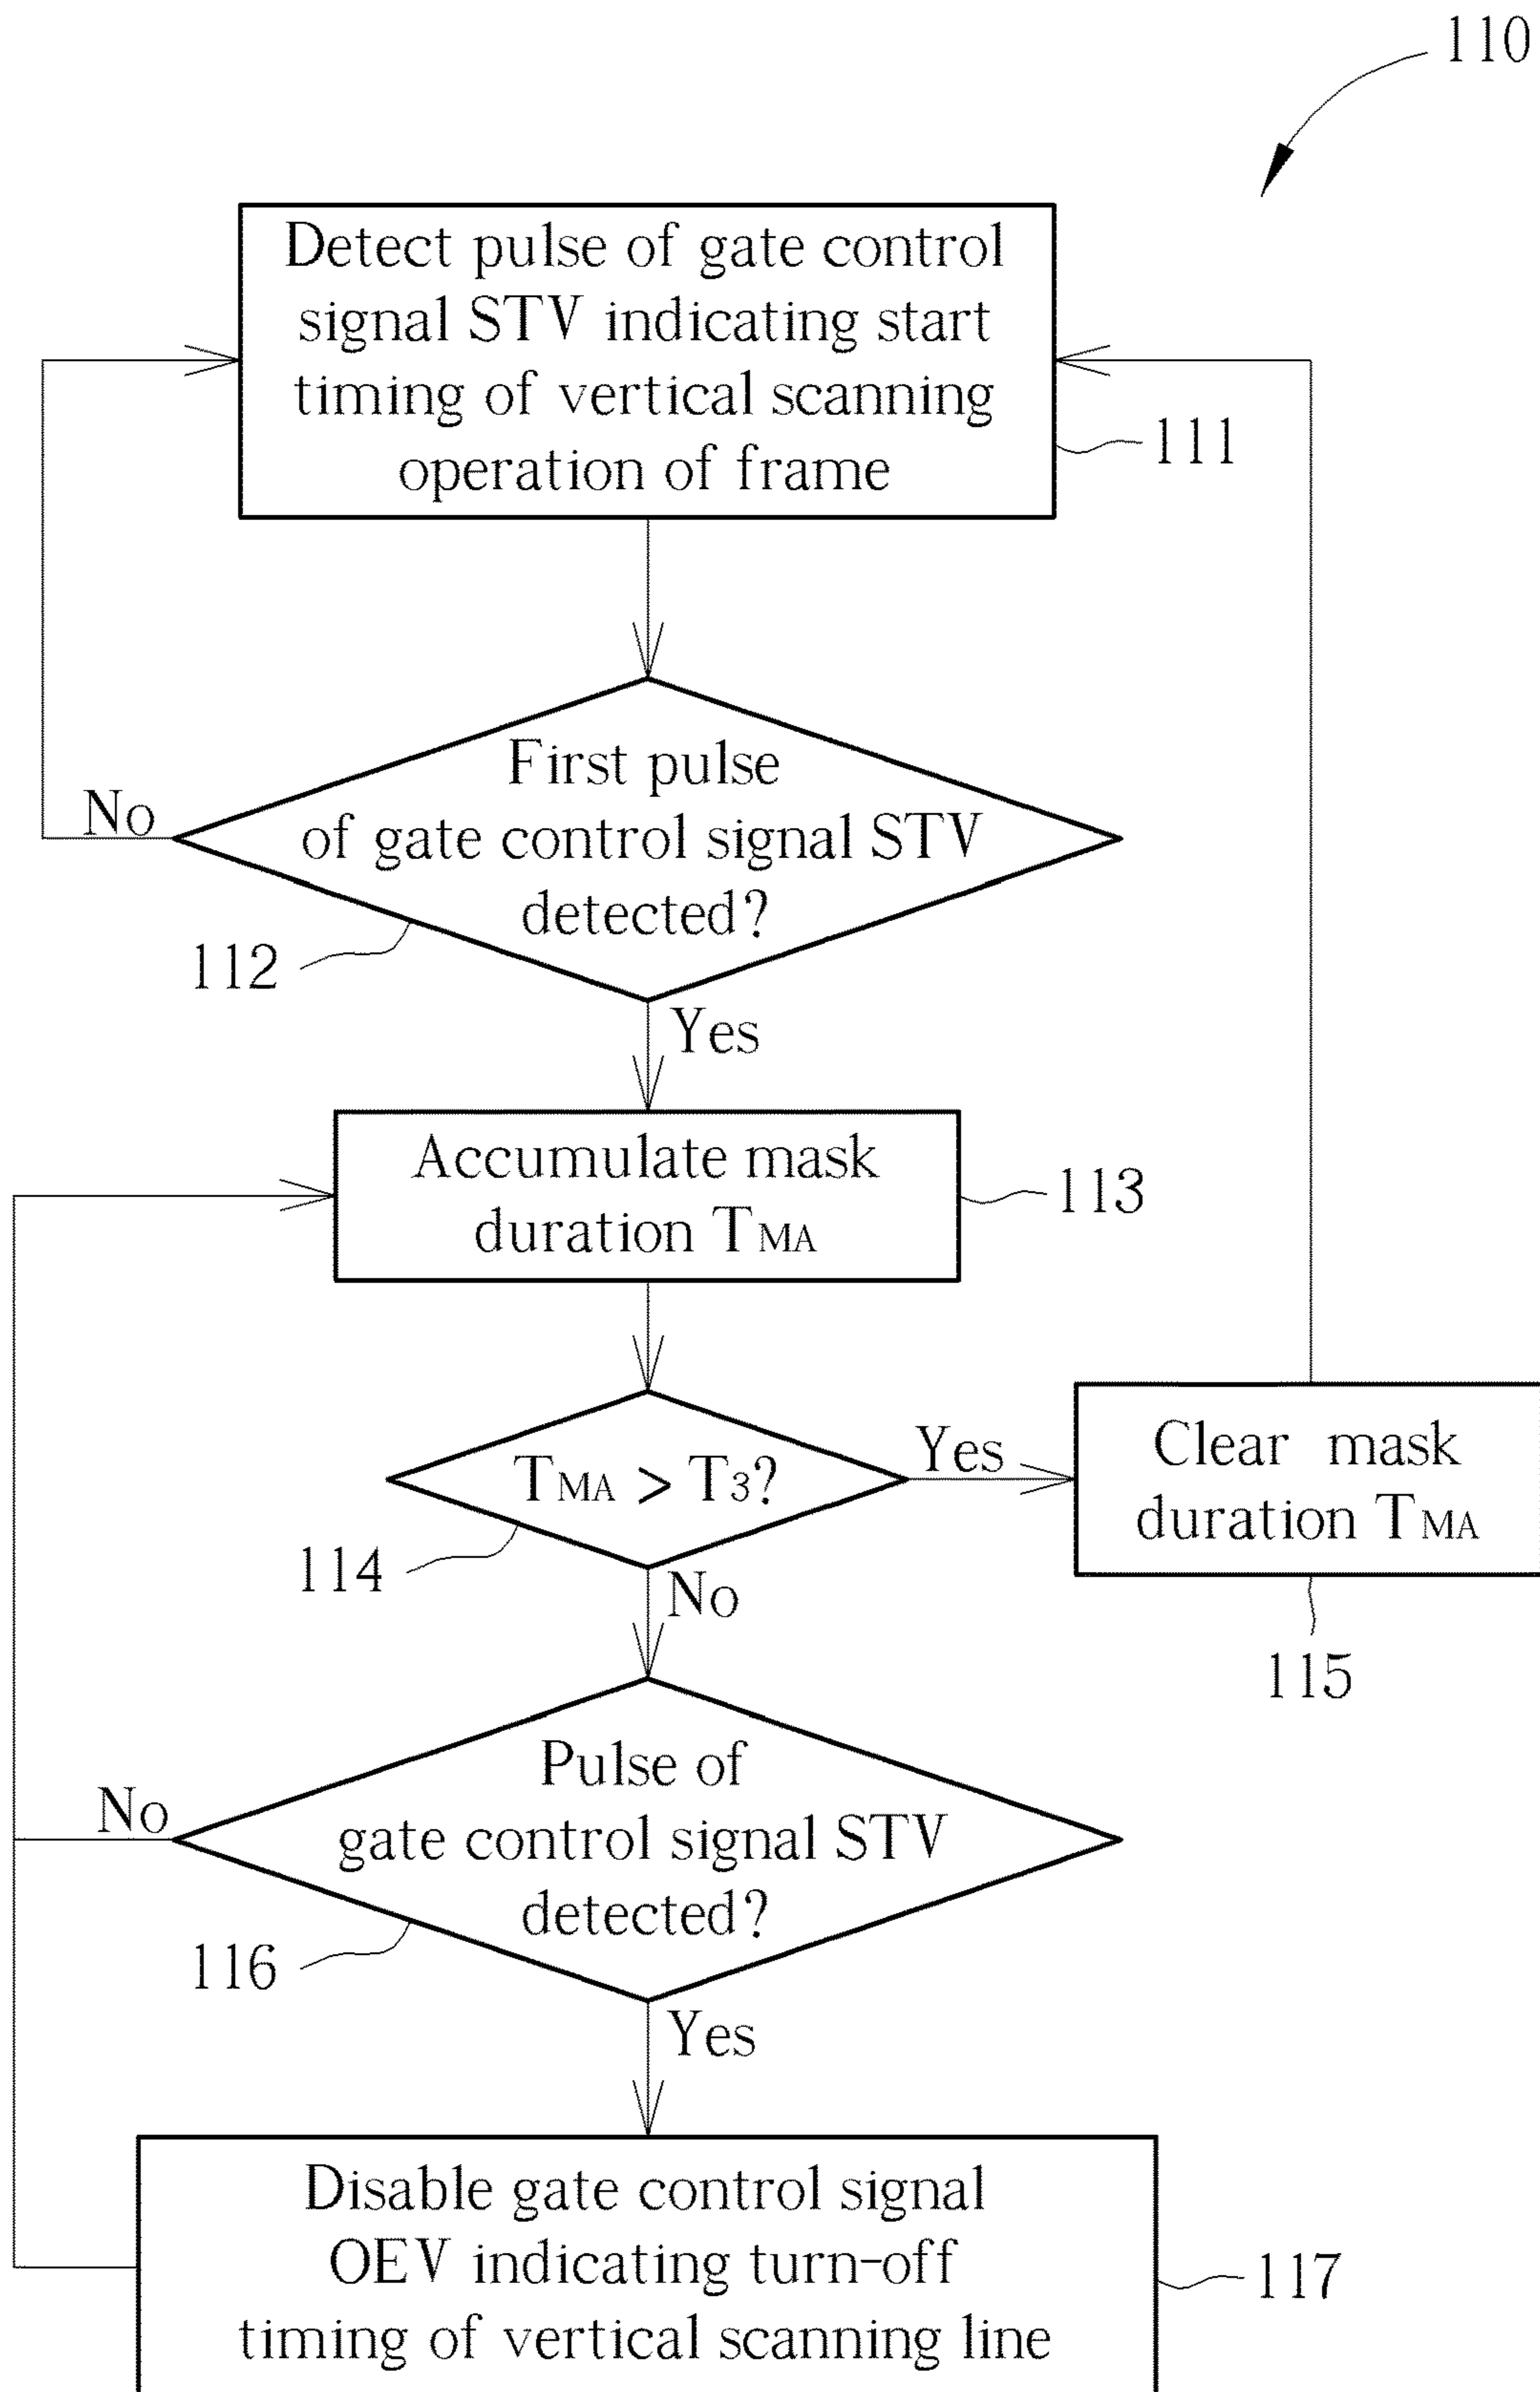 110
Detect pulse of gate control
signal STV indicating start
timing of vertical scanning
operation of frame
111
First pulse
of gate control signal STV
detected?
No
112
Yes
Accumulate mask
duration TMA
113
TMA > T3?
Yes
114
No
Clear mask
duration TMA
115
Pulse of
gate control signal STV
detected?
No
116
Yes
Disable gate control signal
OEV indicating turn-off
timing of vertical scanning line
117